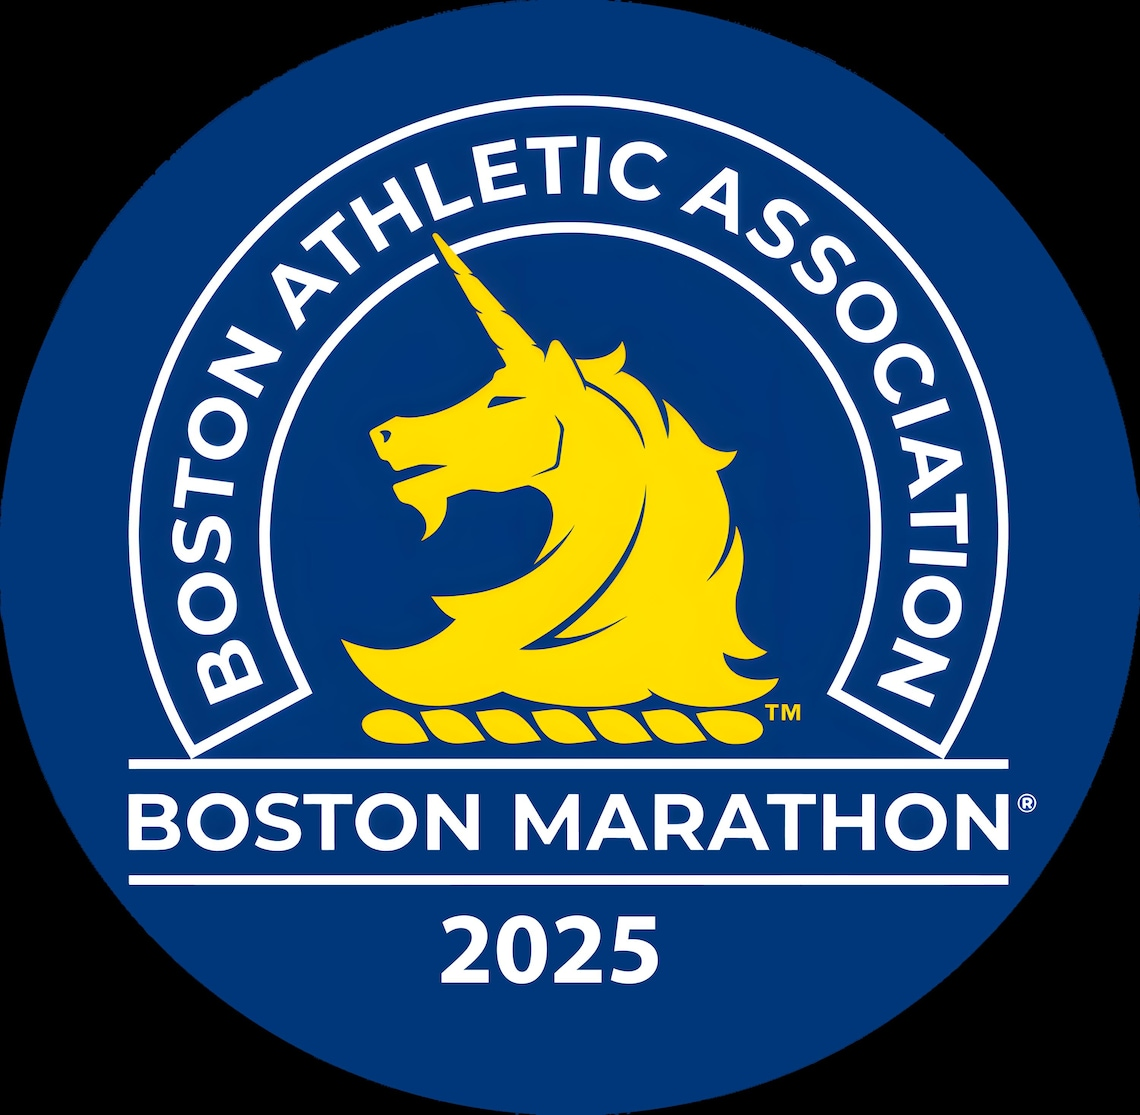 BOSTON ATHLETIC ASSOCIATION
TM
BOSTON MARATHON®
2025